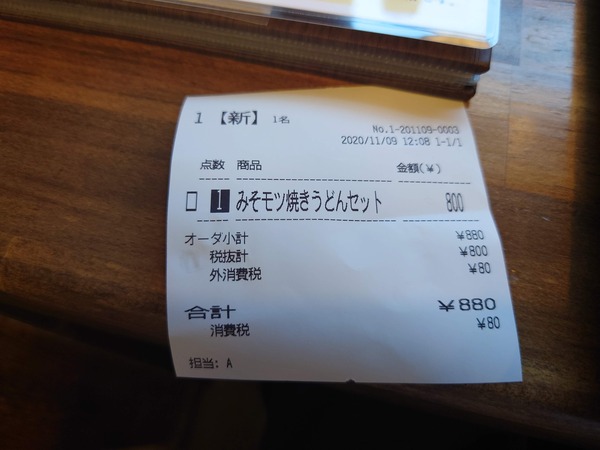 1 【新】 1名
No.1-201109-0003
2020/11/09 12:08 1-1/1
点数 商品 金額(¥)
1 みそモツ焼きうどんセット 800
オーダ小計 ¥880
税抜計 ¥800
外消費税 ¥80
合計 ¥880
消費税 ¥80
担当: A